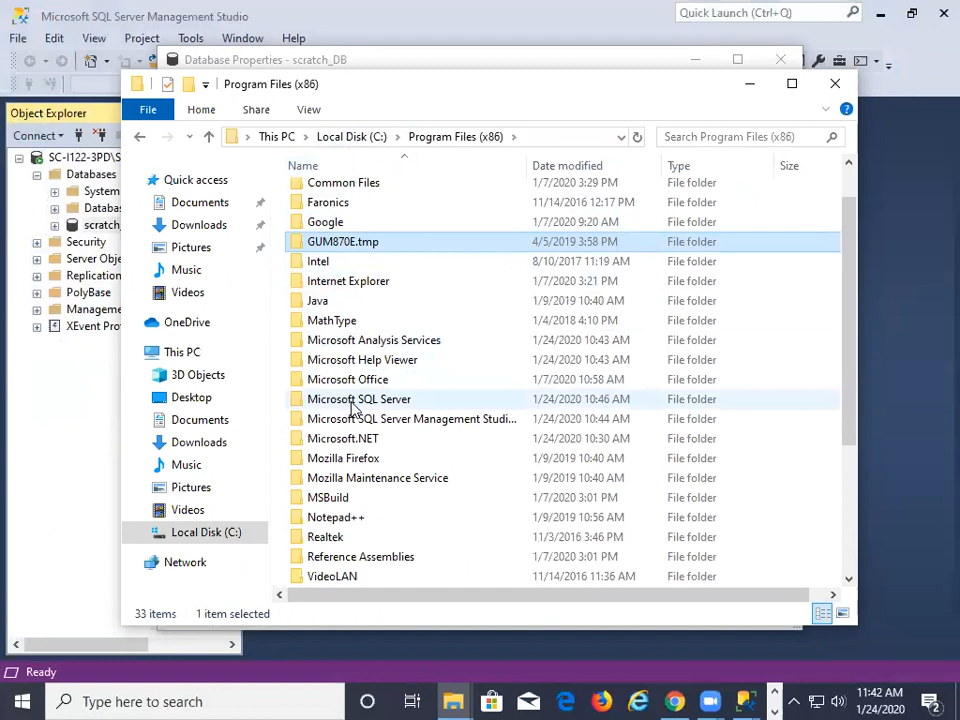 Microsoft SQL Server Management Studio
Quick Launch (Ctrl+Q)
File Edit View Project Tools Window Help
Database Properties - scratch_DB
Program Files (x86)
File Home Share View
This PC Local Disk (C:) Program Files (x86)
Search Program Files (x86)
Object Explorer
Connect
SC-I122-3PD\S
Databases
System
Databas
scratch_
Security
Server Obje
Replication
PolyBase
Manageme
XEvent Prof
Quick access
Documents
Downloads
Pictures
Music
Videos
OneDrive
This PC
3D Objects
Desktop
Documents
Downloads
Music
Pictures
Videos
Local Disk (C:)
Network
Name Date modified Type Size
Common Files 1/7/2020 3:29 PM File folder
Faronics 11/14/2016 12:17 PM File folder
Google 1/7/2020 9:20 AM File folder
GUM870E.tmp 4/5/2019 3:58 PM File folder
Intel 8/10/2017 11:19 AM File folder
Internet Explorer 1/7/2020 3:21 PM File folder
Java 1/9/2019 10:40 AM File folder
MathType 1/4/2018 4:10 PM File folder
Microsoft Analysis Services 1/24/2020 10:43 AM File folder
Microsoft Help Viewer 1/24/2020 10:43 AM File folder
Microsoft Office 1/7/2020 10:58 AM File folder
Microsoft SQL Server 1/24/2020 10:46 AM File folder
Microsoft SQL Server Management Studi... 1/24/2020 10:44 AM File folder
Microsoft.NET 1/24/2020 10:30 AM File folder
Mozilla Firefox 1/9/2019 10:40 AM File folder
Mozilla Maintenance Service 1/9/2019 10:40 AM File folder
MSBuild 1/7/2020 3:01 PM File folder
Notepad++ 1/9/2019 10:56 AM File folder
Realtek 11/3/2016 3:46 PM File folder
Reference Assemblies 1/7/2020 3:01 PM File folder
VideoLAN 11/14/2016 11:36 AM File folder
33 items 1 item selected
Ready
Type here to search
11:42 AM
1/24/2020
2